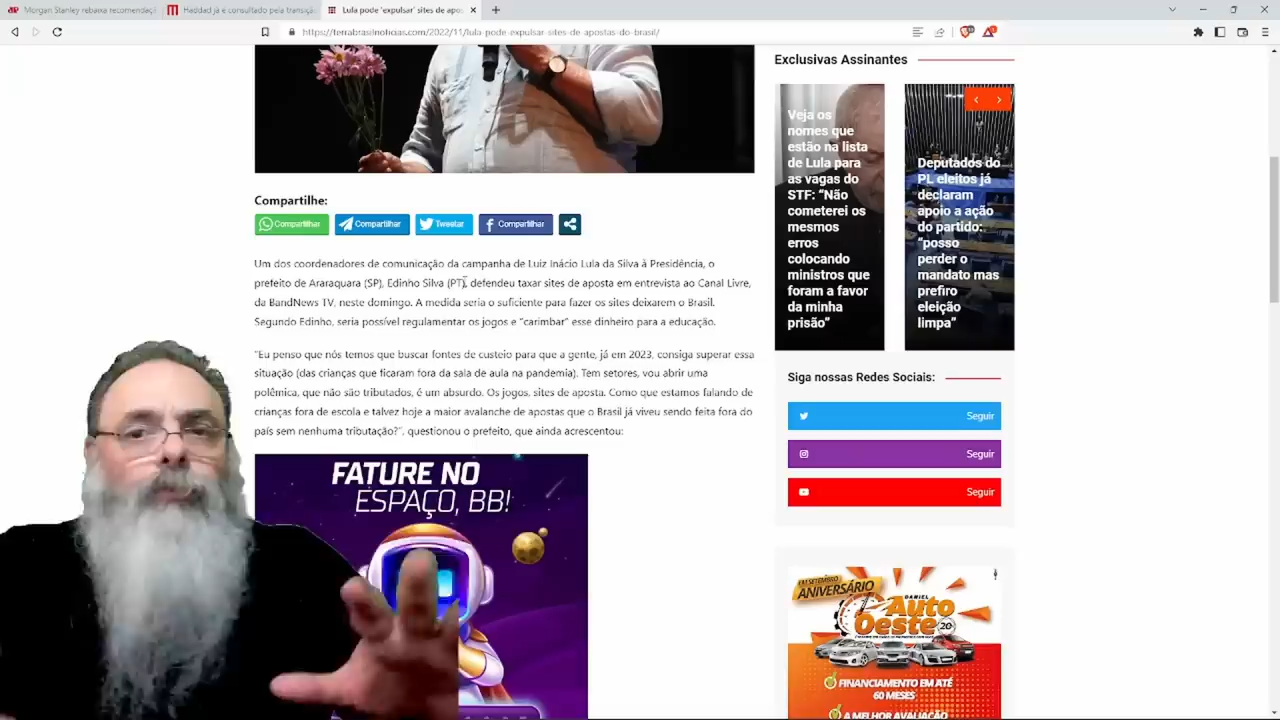 Morgan Stanley rebaixa recomendaçã
Haddad já é consultado pela transiçã
Lula pode 'expulsar' sites de apos
https://terrabrasilnoticias.com/2022/11/lula-pode-expulsar-sites-de-apostas-do-brasil/
Compartilhe:
Compartilhar
Compartilhar
Tweetar
Compartilhar
Um dos coordenadores de comunicação da campanha de Luiz Inácio Lula da Silva à Presidência, o
prefeito de Araraquara (SP), Edinho Silva (PT), defendeu taxar sites de aposta em entrevista ao Canal Livre,
da BandNews TV, neste domingo. A medida seria o suficiente para fazer os sites deixarem o Brasil.
Segundo Edinho, seria possível regulamentar os jogos e "carimbar" esse dinheiro para a educação.
"Eu penso que nós temos que buscar fontes de custeio para que a gente, já em 2023, consiga superar essa
situação (das crianças que ficaram fora da sala de aula na pandemia). Tem setores, vou abrir uma
polêmica, que não são tributados, é um absurdo. Os jogos, sites de aposta. Como que estamos falando de
crianças fora de escola e talvez hoje a maior avalanche de apostas que o Brasil já viveu sendo feita fora do
país sem nenhuma tributação?", questionou o prefeito, que ainda acrescentou:
FATURE NO
ESPAÇO, BB!
Exclusivas Assinantes
Veja os
nomes que
estão na lista
de Lula para
as vagas do
STF: "Não
cometerei os
mesmos
erros
colocando
ministros que
foram a favor
da minha
prisão"
Deputados do
PL eleitos já
declaram
apoio a ação
do partido:
"posso
perder o
mandato mas
prefiro
eleição
limpa"
Siga nossas Redes Sociais:
Seguir
Seguir
Seguir
EM SETEMBRO
ANIVERSÁRIO
DANIEL
Auto
Oeste
20
FINANCIAMENTO EM ATÉ
60 MESES
A MELHOR AVALIAÇÃO